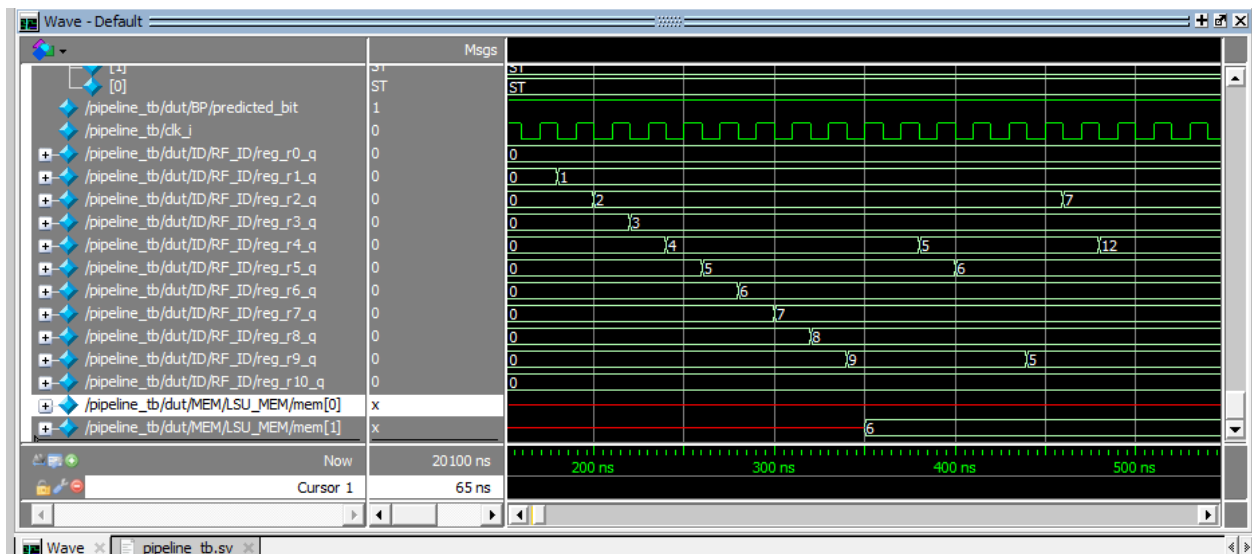 Wave - Default
Msgs
[1] ST ST
[0] ST ST
/pipeline_tb/dut/BP/predicted_bit 1
/pipeline_tb/clk_i 0
/pipeline_tb/dut/ID/RF_ID/reg_r0_q 0 0
/pipeline_tb/dut/ID/RF_ID/reg_r1_q 0 0 1
/pipeline_tb/dut/ID/RF_ID/reg_r2_q 0 0 2 7
/pipeline_tb/dut/ID/RF_ID/reg_r3_q 0 0 3
/pipeline_tb/dut/ID/RF_ID/reg_r4_q 0 0 4 5 12
/pipeline_tb/dut/ID/RF_ID/reg_r5_q 0 0 5 6
/pipeline_tb/dut/ID/RF_ID/reg_r6_q 0 0 6
/pipeline_tb/dut/ID/RF_ID/reg_r7_q 0 0 7
/pipeline_tb/dut/ID/RF_ID/reg_r8_q 0 0 8
/pipeline_tb/dut/ID/RF_ID/reg_r9_q 0 0 9 5
/pipeline_tb/dut/ID/RF_ID/reg_r10_q 0 0
/pipeline_tb/dut/MEM/LSU_MEM/mem[0] x
/pipeline_tb/dut/MEM/LSU_MEM/mem[1] x 6
Now 20100 ns 200 ns 300 ns 400 ns 500 ns
Cursor 1 65 ns
Wave pipeline_tb.sv